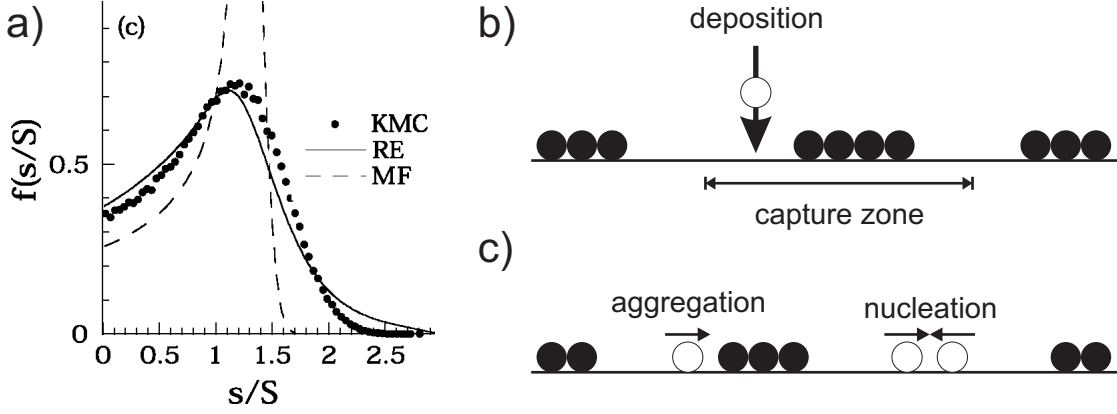 a)
(c)
f(s/S)
0.5
0
KMC
RE
MF
0 0.5 1 1.5 2 2.5
s/S
b)
deposition
capture zone
c)
aggregation
nucleation